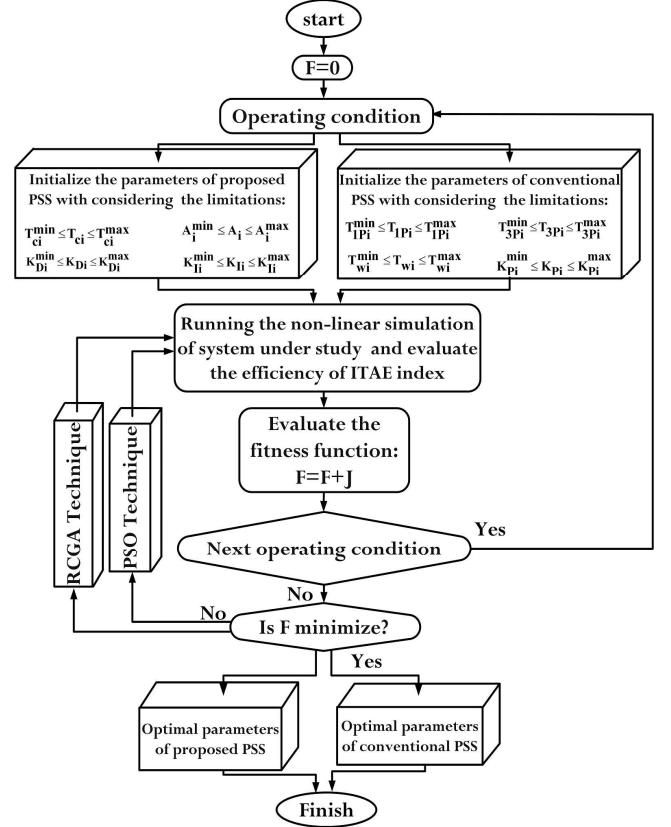 start
F=0
Operating condition
Initialize the parameters of proposed
PSS with considering the limitations:
T_ci^min ≤ T_ci ≤ T_ci^max A_i^min ≤ A_i ≤ A_i^max
K_Di^min ≤ K_Di ≤ K_Di^max K_Ii^min ≤ K_Ii ≤ K_Ii^max
Initialize the parameters of conventional
PSS with considering the limitations:
T_1Pi^min ≤ T_1Pi ≤ T_1Pi^max T_3Pi^min ≤ T_3Pi ≤ T_3Pi^max
T_wi^min ≤ T_wi ≤ T_wi^max K_Pi^min ≤ K_Pi ≤ K_Pi^max
Running the non-linear simulation
of system under study and evaluate
the efficiency of ITAE index
Evaluate the
fitness function:
F=F+J
RCGA Technique
PSO Technique
Next operating condition
Yes
No
Is F minimize?
No
Yes
Optimal parameters
of proposed PSS
Optimal parameters
of conventional PSS
Finish